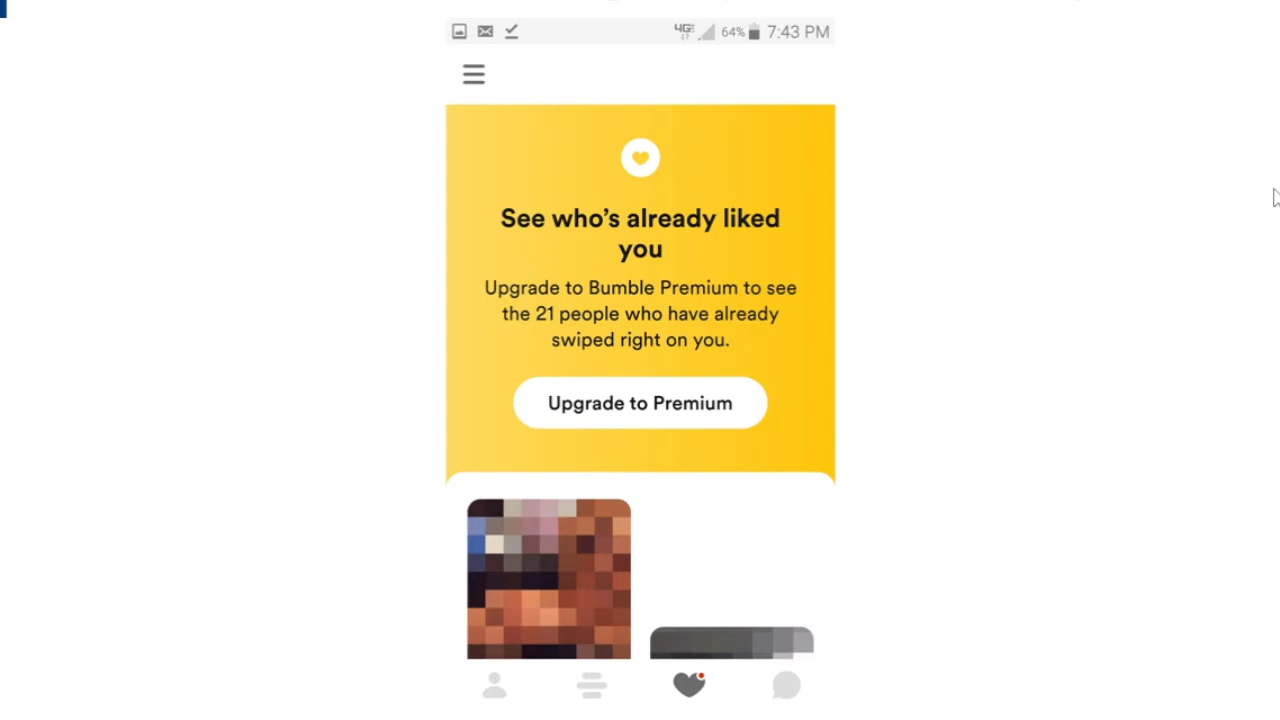 4G 64% 7:43 PM
See who's already liked
you
Upgrade to Bumble Premium to see
the 21 people who have already
swiped right on you.
Upgrade to Premium